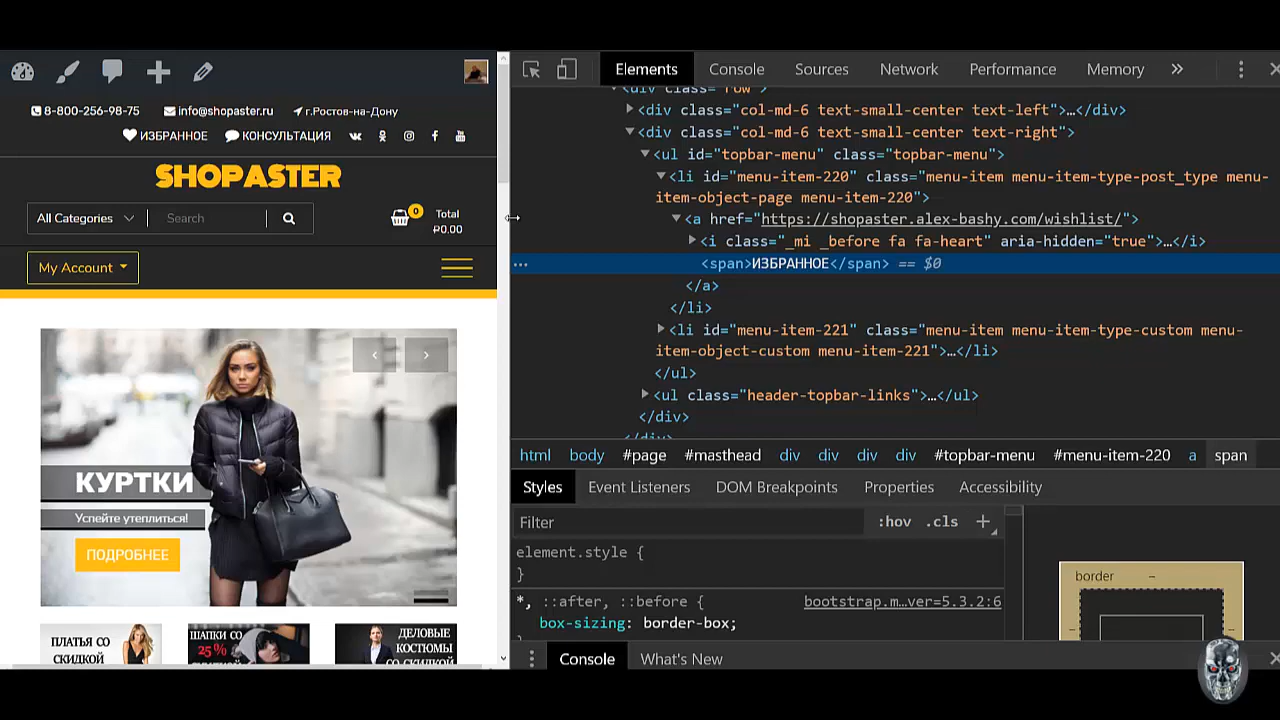 8-800-256-98-75 info@shopaster.ru г.Ростов-на-Дону
ИЗБРАННОЕ КОНСУЛЬТАЦИЯ
SHOPASTER
All Categories Search 0 Total
₽0.00
My Account
КУРТКИ
Успейте утеплиться!
ПОДРОБНЕЕ
ПЛАТЬЯ СО
СКИДКОЙ
ШАПКИ СО
25%
ДЕЛОВЫЕ
КОСТЮМЫ
СО СКИДКОЙ
Elements Console Sources Network Performance Memory
<div class="row">
<div class="col-md-6 text-small-center text-left">…</div>
<div class="col-md-6 text-small-center text-right">
<ul id="topbar-menu" class="topbar-menu">
<li id="menu-item-220" class="menu-item menu-item-type-post_type menu-
item-object-page menu-item-220">
<a href="https://shopaster.alex-bashy.com/wishlist/">
<i class="_mi _before fa fa-heart" aria-hidden="true">…</i>
<span>ИЗБРАННОЕ</span> == $0
</a>
</li>
<li id="menu-item-221" class="menu-item menu-item-type-custom menu-
item-object-custom menu-item-221">…</li>
</ul>
<ul class="header-topbar-links">…</ul>
</div>
</div>
html body #page #masthead div div div div #topbar-menu #menu-item-220 a span
Styles Event Listeners DOM Breakpoints Properties Accessibility
Filter :hov .cls +
element.style {
}
*, ::after, ::before { bootstrap.m…ver=5.3.2:6
box-sizing: border-box;
border –
Console What's New